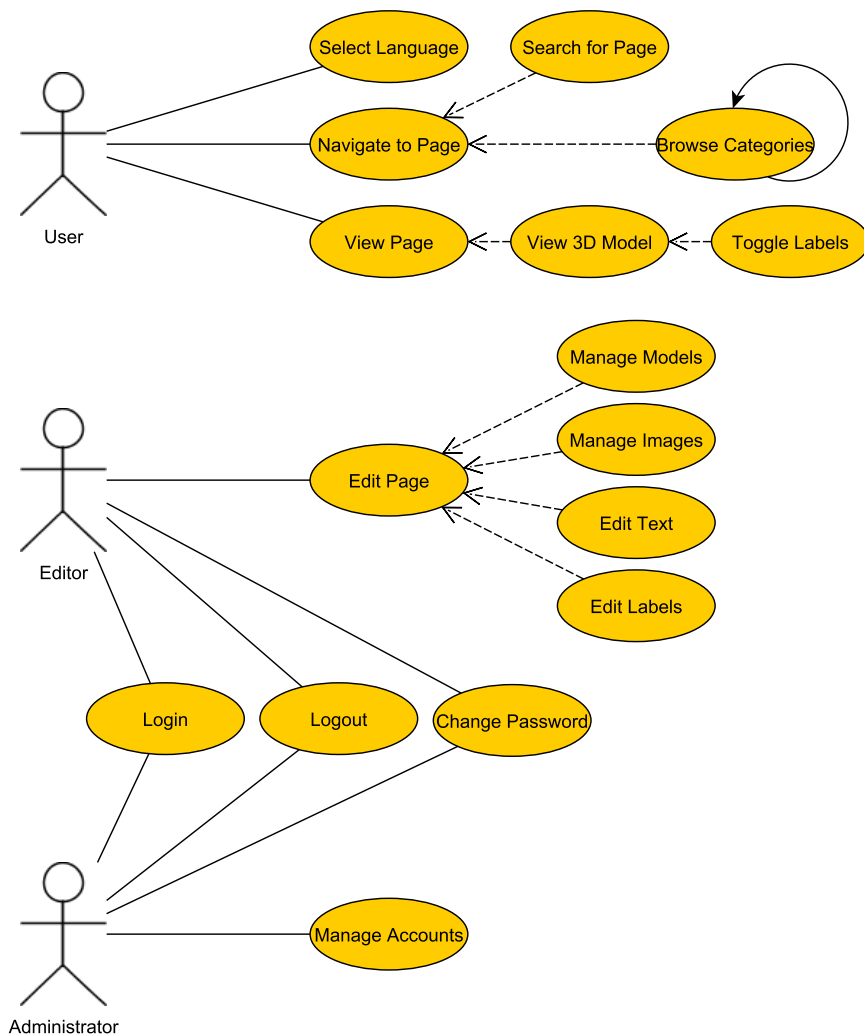 Select Language
Search for Page
Navigate to Page
Browse Categories
User
View Page
View 3D Model
Toggle Labels
Manage Models
Manage Images
Edit Page
Edit Text
Editor
Edit Labels
Login
Logout
Change Password
Manage Accounts
Administrator